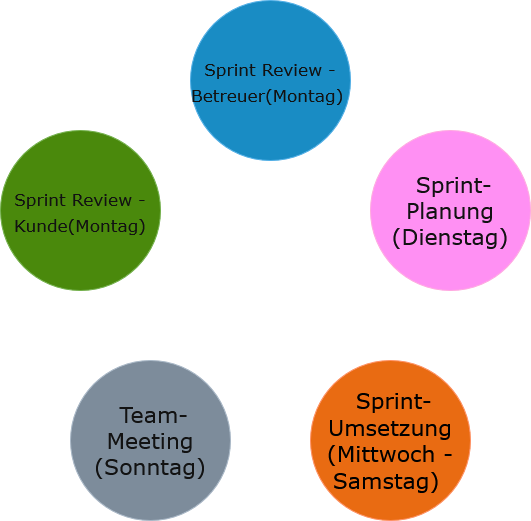 Sprint Review -
Betreuer(Montag)
Sprint Review -
Kunde(Montag)
Sprint-
Planung
(Dienstag)
Team-
Meeting
(Sonntag)
Sprint-
Umsetzung
(Mittwoch -
Samstag)